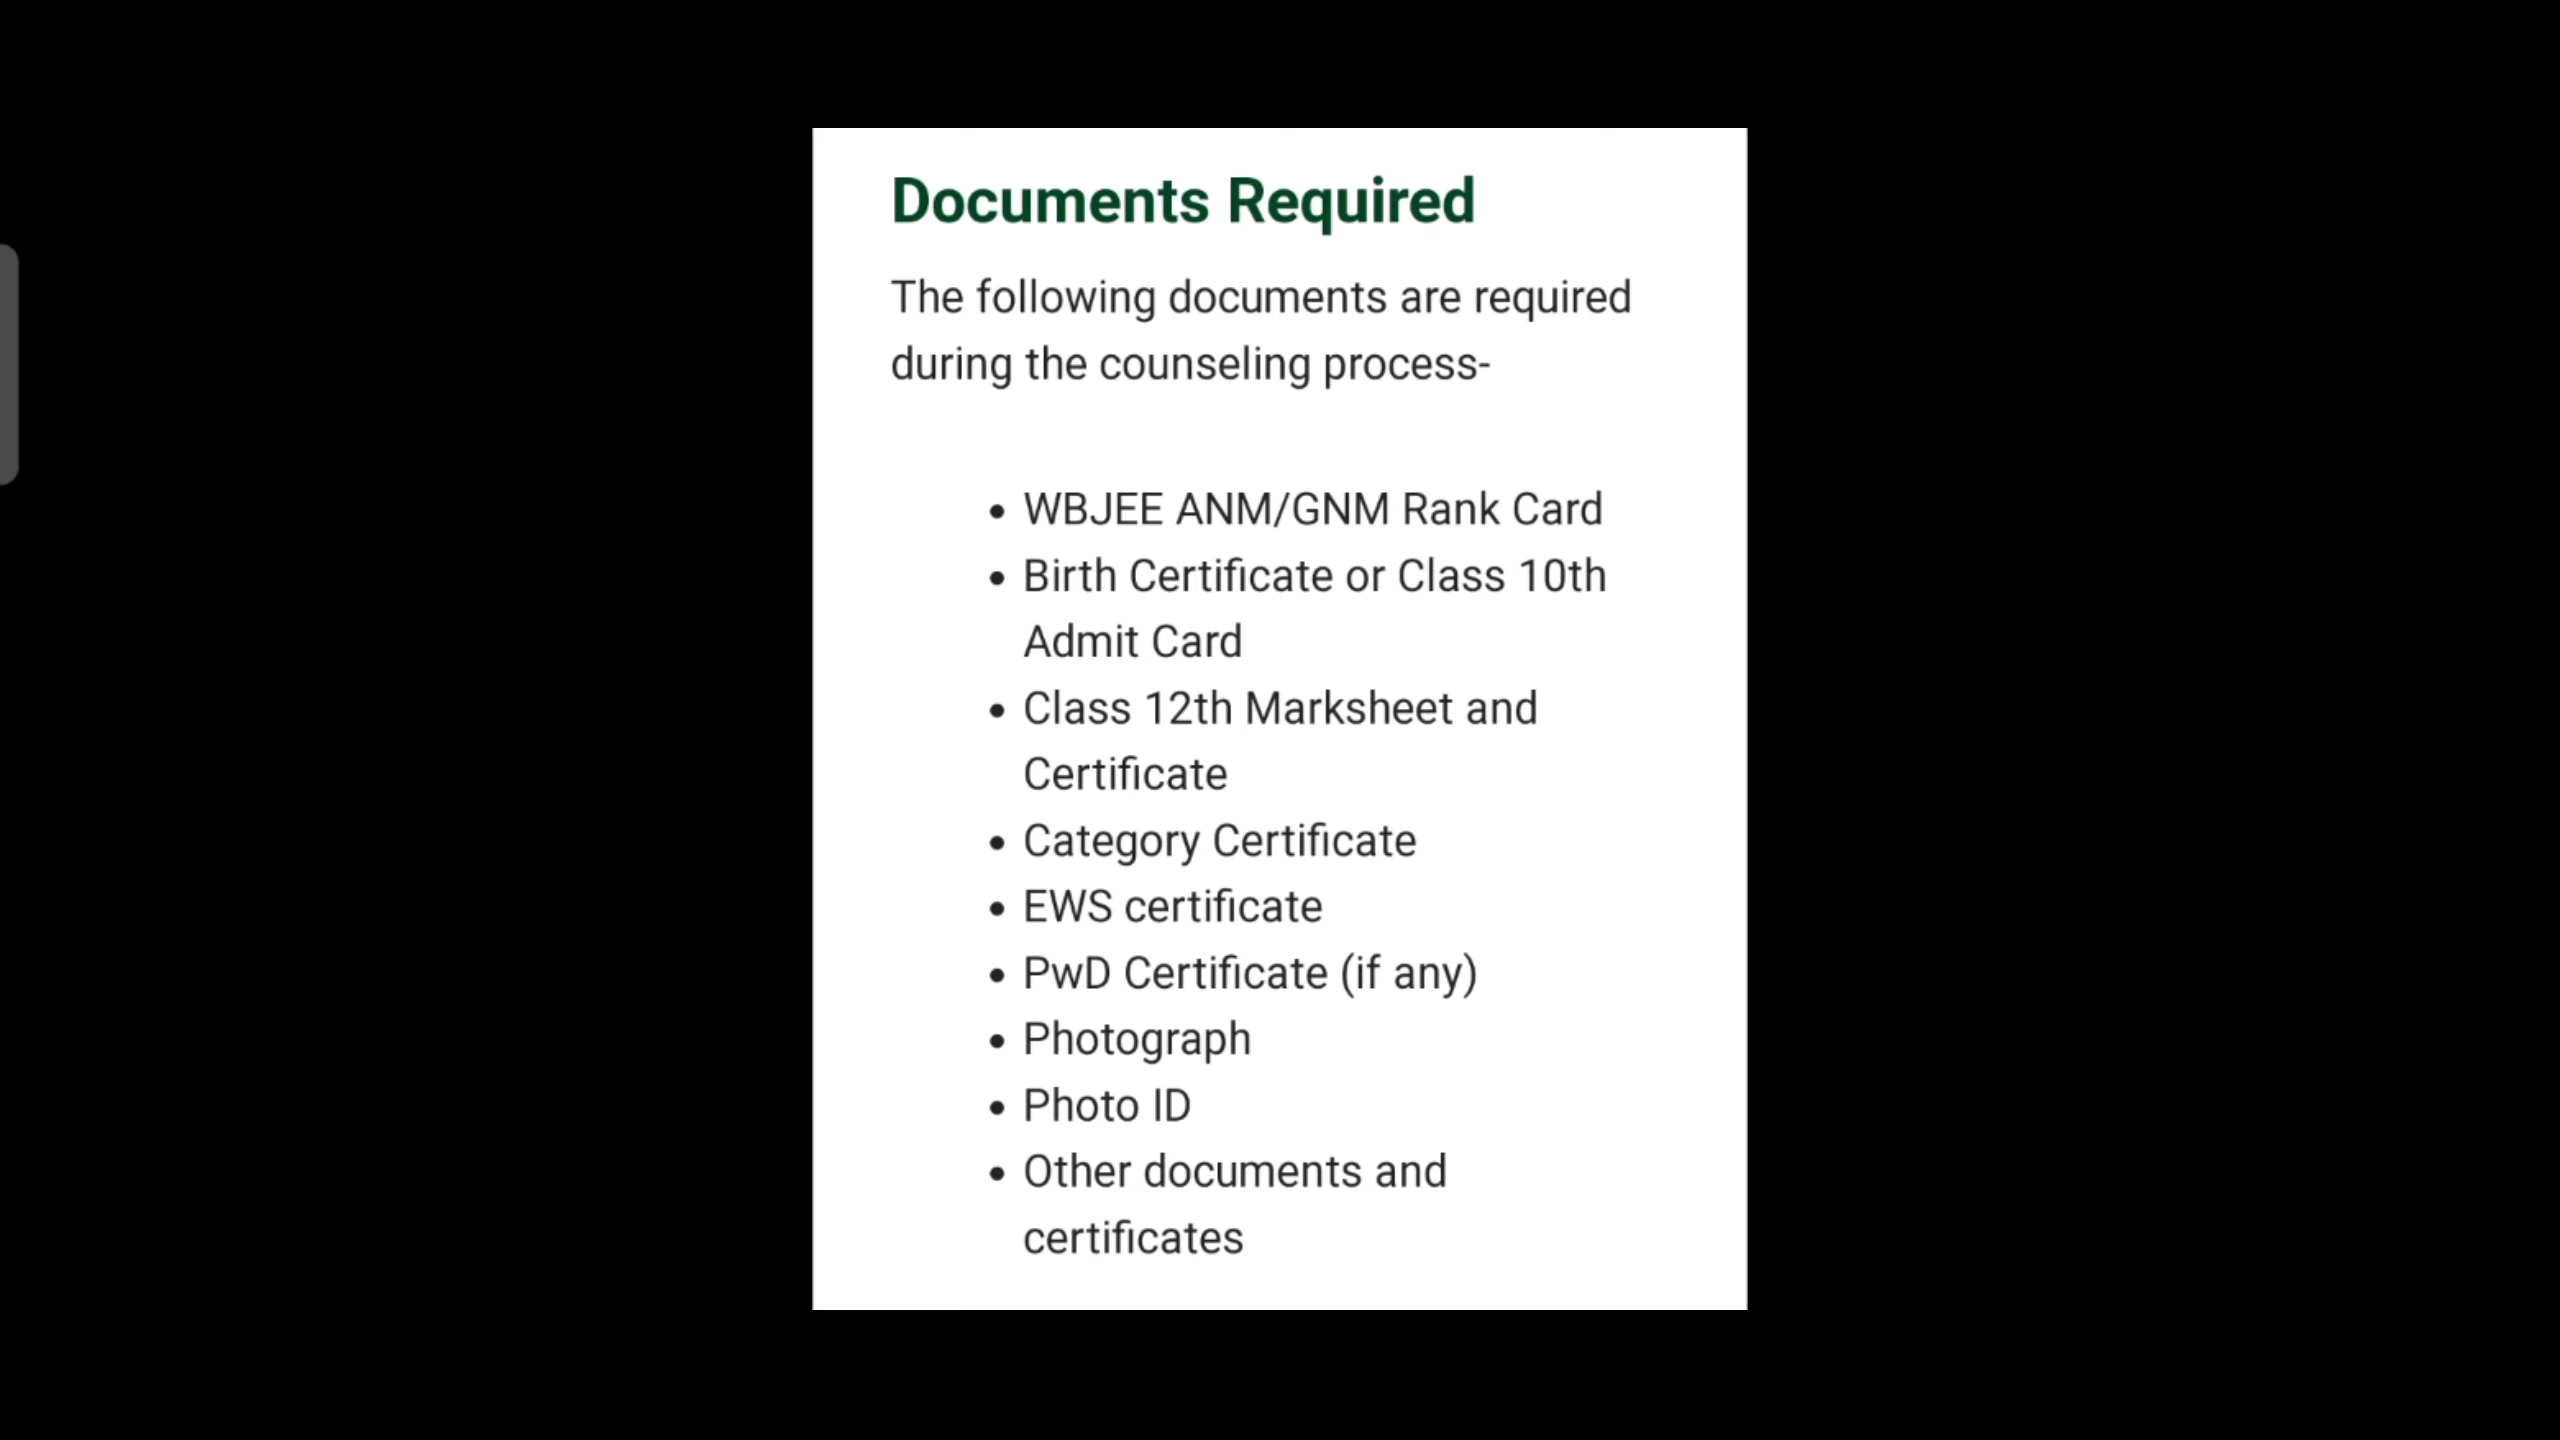 Documents Required
The following documents are required
during the counseling process-
• WBJEE ANM/GNM Rank Card
• Birth Certificate or Class 10th
Admit Card
• Class 12th Marksheet and
Certificate
• Category Certificate
• EWS certificate
• PwD Certificate (if any)
• Photograph
• Photo ID
• Other documents and
certificates